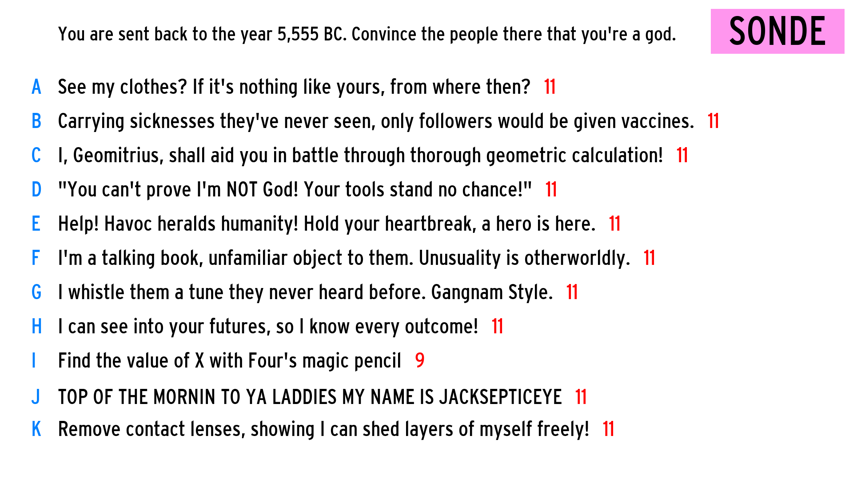 You are sent back to the year 5,555 BC. Convince the people there that you're a god.
SONDE
A See my clothes? If it's nothing like yours, from where then? 11
B Carrying sicknesses they've never seen, only followers would be given vaccines. 11
C I, Geomitrius, shall aid you in battle through thorough geometric calculation! 11
D "You can't prove I'm NOT God! Your tools stand no chance!" 11
E Help! Havoc heralds humanity! Hold your heartbreak, a hero is here. 11
F I'm a talking book, unfamiliar object to them. Unusuality is otherworldly. 11
G I whistle them a tune they never heard before. Gangnam Style. 11
H I can see into your futures, so I know every outcome! 11
I Find the value of X with Four's magic pencil 9
J TOP OF THE MORNIN TO YA LADDIES MY NAME IS JACKSEPTICEYE 11
K Remove contact lenses, showing I can shed layers of myself freely! 11